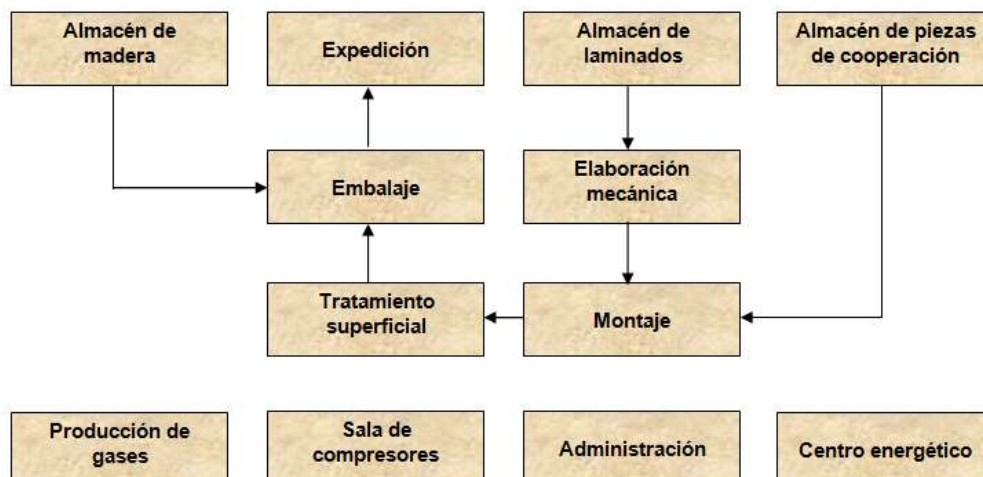 Almacén de
madera
Expedición
Almacén de
laminados
Almacén de piezas
de cooperación
Embalaje
Elaboración
mecánica
Tratamiento
superficial
Montaje
Producción de
gases
Sala de
compresores
Administración
Centro energético